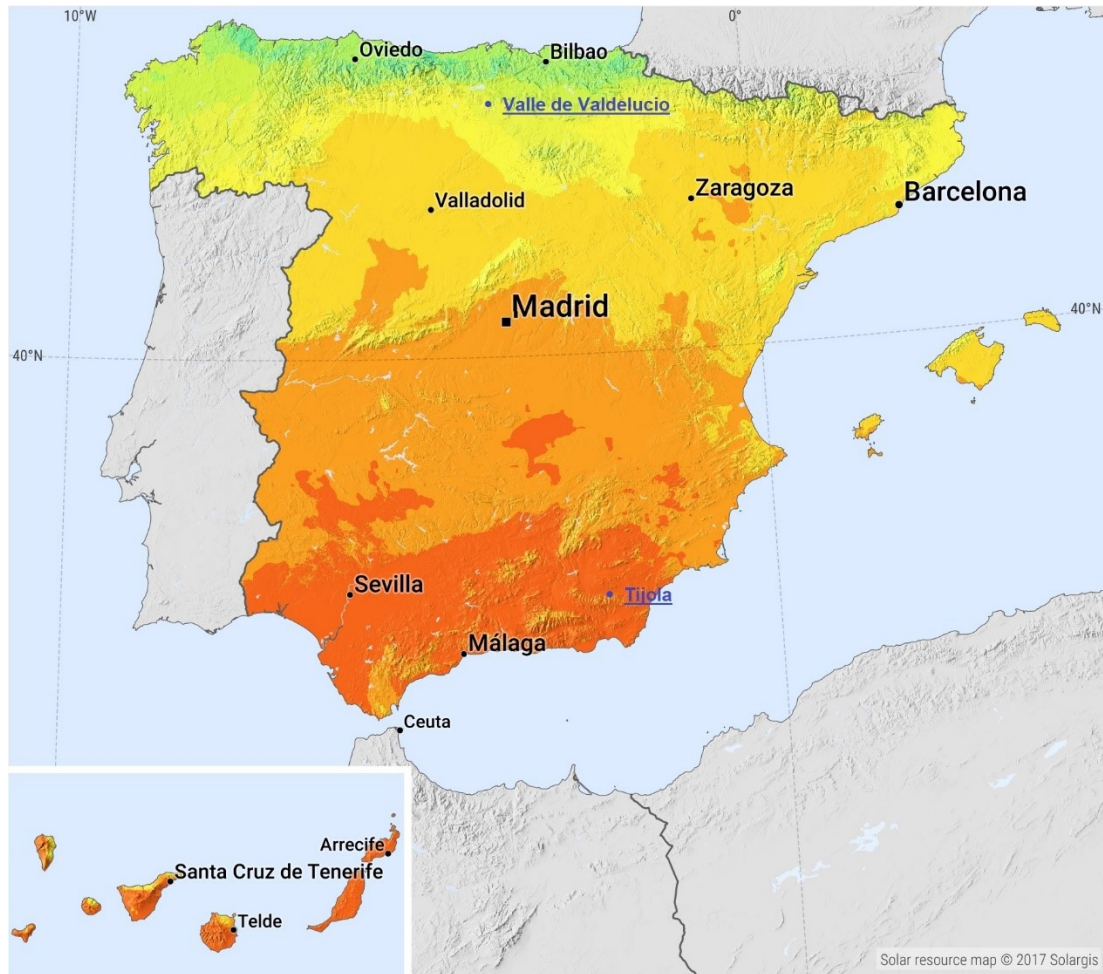 10°W
0°
Oviedo
Bilbao
Valle de Valdelucio
Valladolid
Zaragoza
Barcelona
Madrid
40°N
40°N
Sevilla
Tijola
Málaga
Ceuta
Arrecife
Santa Cruz de Tenerife
Telde
Solar resource map © 2017 Solargis